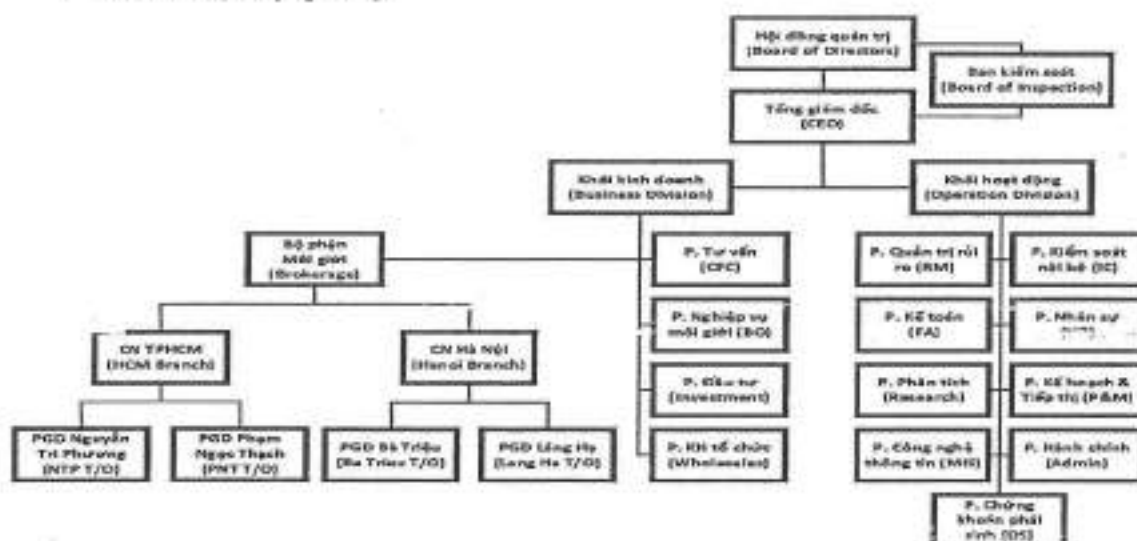 Hội đồng quản trị
(Board of Directors)
Ban kiểm soát
(Board of Inspection)
Tổng giám đốc
(CEO)
Khối kinh doanh
(Business Division)
Khối hoạt động
(Operation Division)
Bộ phận
Môi giới
(Brokerage)
P. Tư vấn
(CFC)
P. Quản trị rủi
ro (RM)
P. Kiểm soát
nội bộ (IC)
CN TPHCM
(HCM Branch)
CN Hà Nội
(Hanoi Branch)
P. Nghiệp vụ
môi giới (BO)
P. Kế toán
(FA)
P. Nhân sự
P. Đầu tư
(Investment)
P. Phân tích
(Research)
P. Kế hoạch &
Tiếp thị (P&M)
PGD Nguyễn
Tri Phương
(NTP T/O)
PGD Phạm
Ngọc Thạch
(PNT T/O)
PGD Bà Triệu
(Ba Trieu T/O)
PGD Láng Hạ
(Lang Ha T/O)
P. KH tổ chức
(Wholesales)
P. Công nghệ
thông tin (MIS)
P. Hành chính
(Admin)
P. Chứng
khoán phái
sinh (DS)